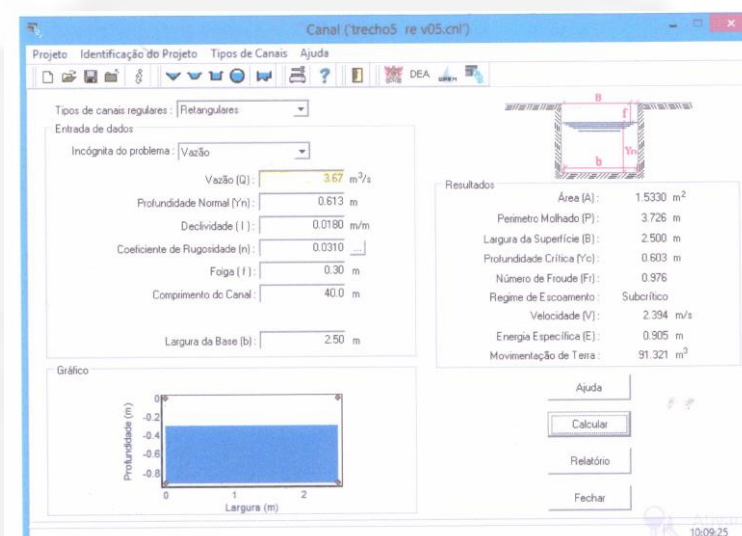 Canal ('trecho5 re v05.cnl')
Projeto Identificação do Projeto Tipos de Canais Ajuda
DEA
Tipos de canais regulares : Retangulares
Entrada de dados
Incógnita do problema : Vazão
Vazão (Q) : 3.67 m³/s
Profundidade Normal (Yn) : 0.613 m
Declividade ( I ) : 0.0180 m/m
Coeficiente de Rugosidade (n) : 0.0310 ...
Folga ( f ) : 0.30 m
Comprimento do Canal : 40.0 m
Largura da Base (b) : 2.50 m
B
f
Yn
b
Resultados
Área (A) : 1.5330 m²
Perímetro Molhado (P) : 3.726 m
Largura da Superfície (B) : 2.500 m
Profundidade Crítica (Yc) : 0.603 m
Número de Froude (Fr) : 0.976
Regime de Escoamento : Subcrítico
Velocidade (V) : 2.394 m/s
Energia Específica (E) : 0.905 m
Movimentação de Terra : 91.321 m³
Gráfico
Profundidade (m)
0
-0.2
-0.4
-0.6
-0.8
0 1 2
Largura (m)
Ajuda
Calcular
Relatório
Fechar
10:09:25